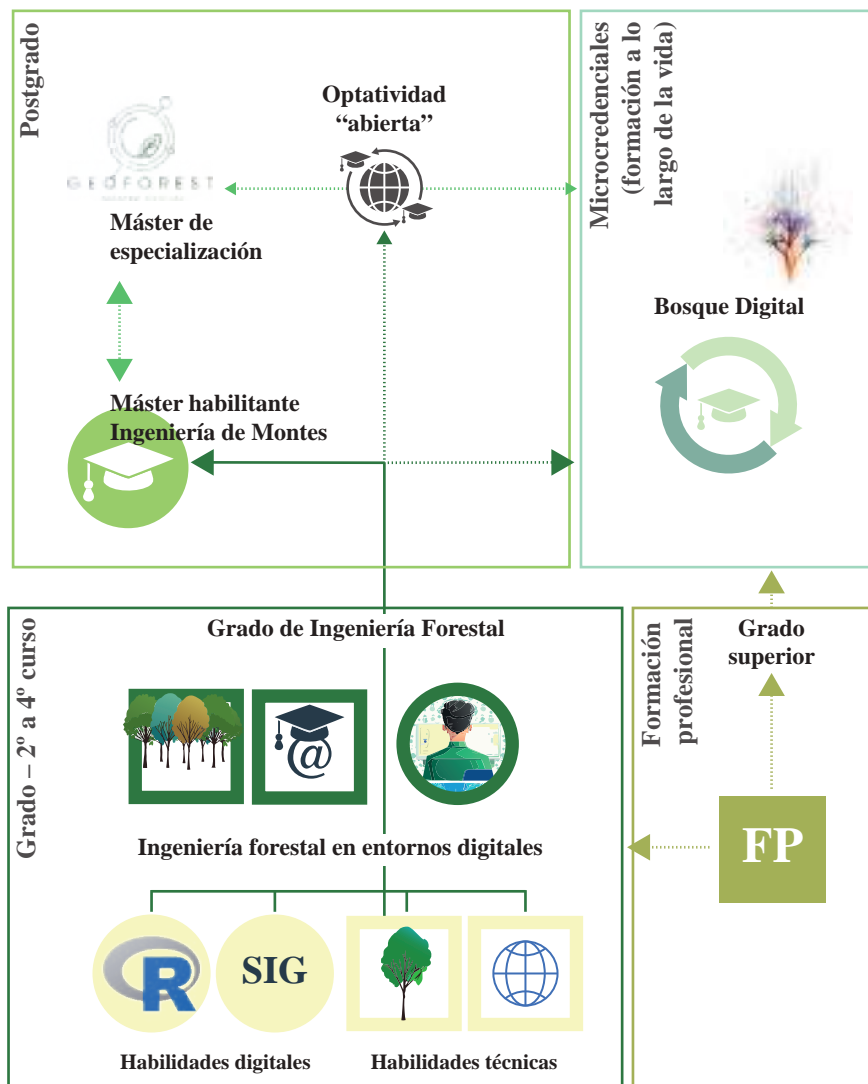 Postgrado
Optatividad
“abierta”
GEOFOREST
Máster de
especialización
Máster habilitante
Ingeniería de Montes
Microcredenciales
(formación a lo
largo de la vida)
Bosque Digital
Grado – 2º a 4º curso
Grado de Ingeniería Forestal
@
Ingeniería forestal en entornos digitales
R
SIG
Habilidades digitales
Habilidades técnicas
Formación
profesional
Grado
superior
FP